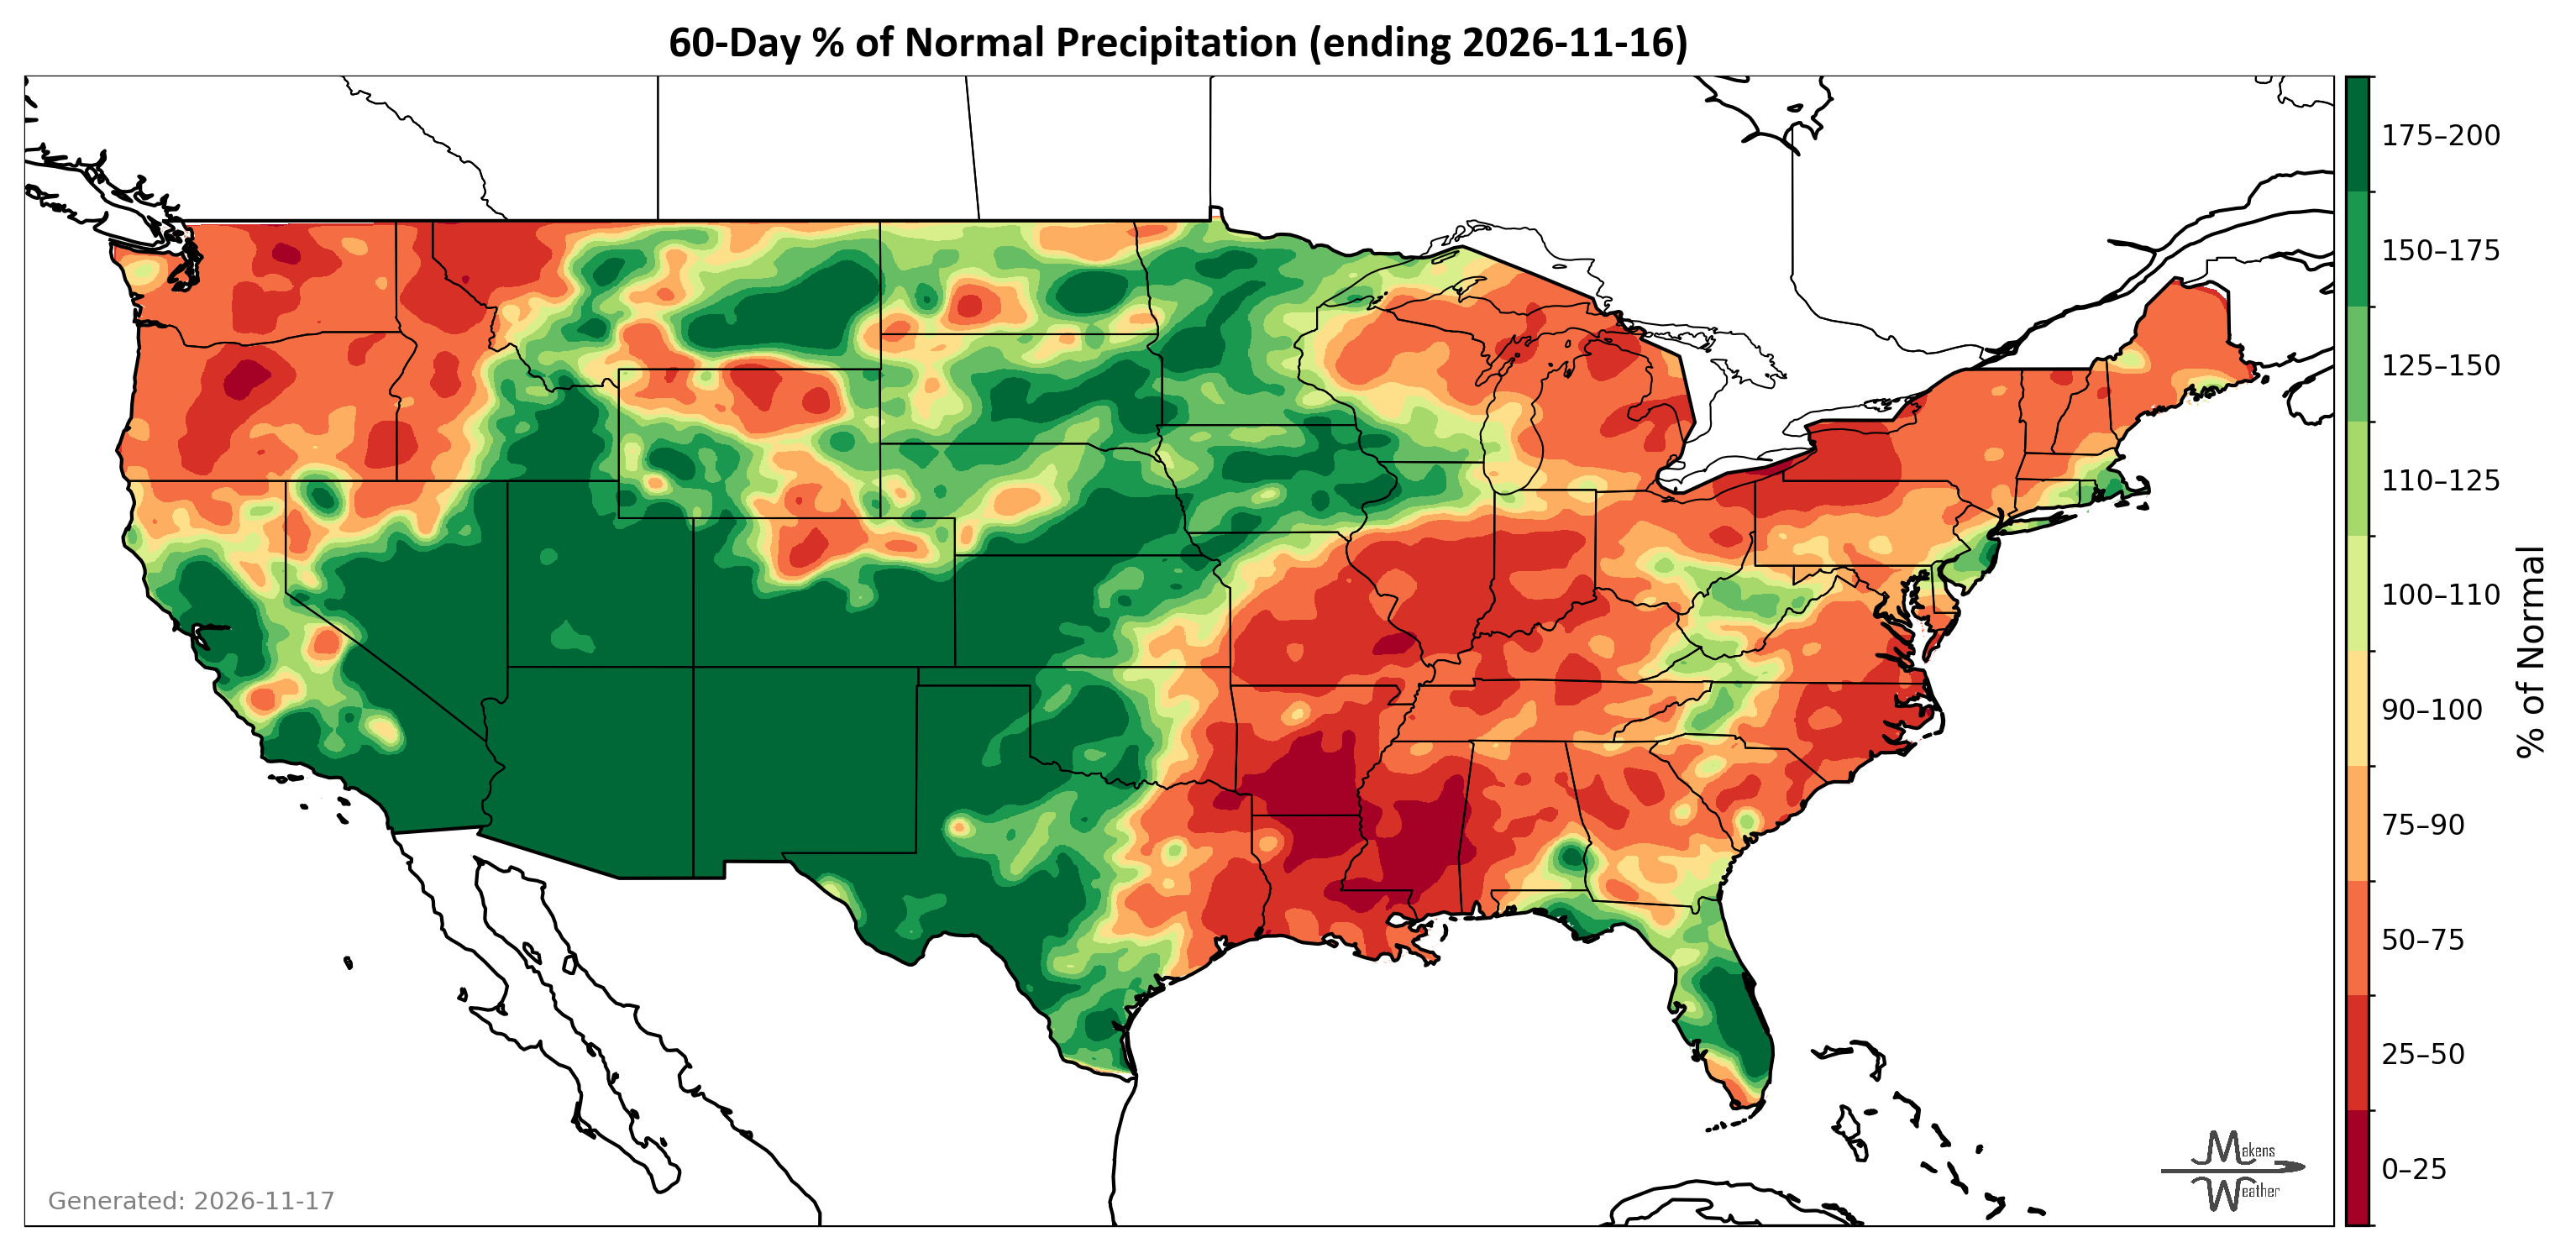 60-Day % of Normal Precipitation (ending 2026-11-16)
175–200
150–175
125–150
110–125
100–110
90–100
75–90
50–75
25–50
0–25
% of Normal
Generated: 2026-11-17
Makens
Weather